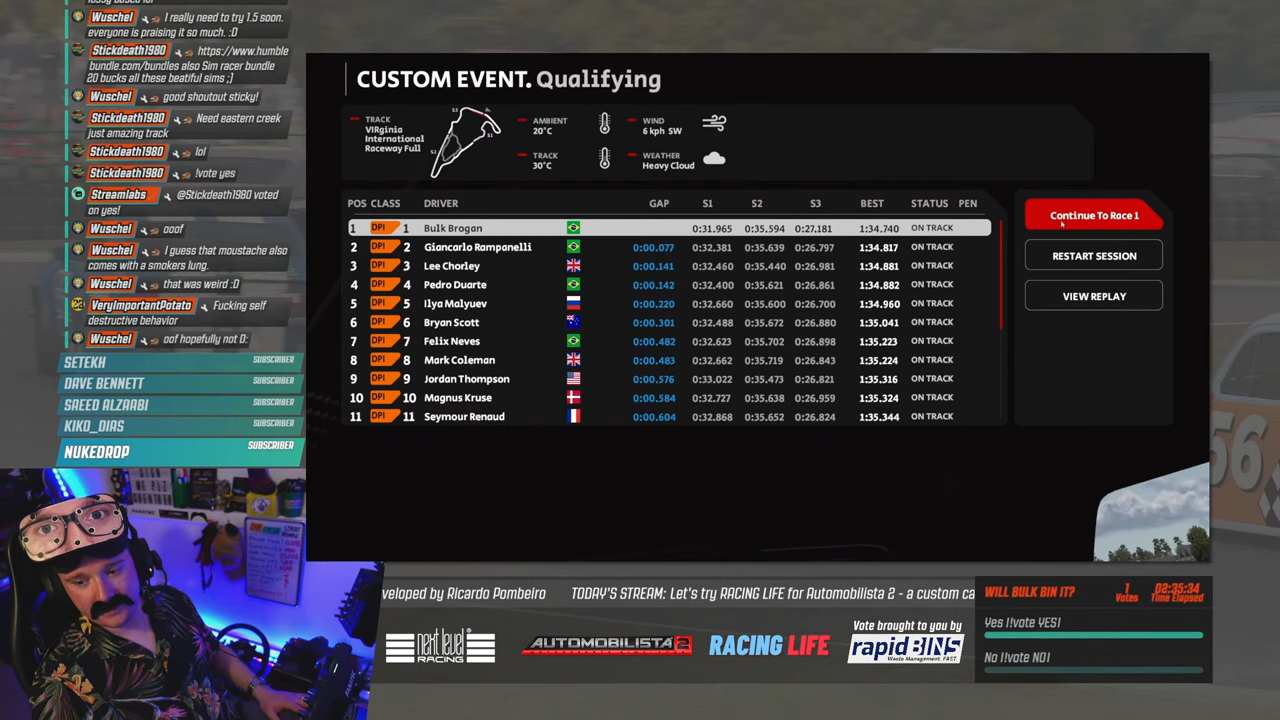 Wuschel I really need to try 1.5 soon.
everyone is praising it so much. :D
Stickdeath1980 https://www.humble
bundle.com/bundles also Sim racer bundle
20 bucks all these beatiful sims ;)
Wuschel good shoutout sticky!
Stickdeath1980 Need eastern creek
just amazing track
Stickdeath1980 lol
Stickdeath1980 !vote yes
Streamlabs @Stickdeath1980 voted
on yes!
Wuschel ooof
Wuschel I guess that moustache also
comes with a smokers lung.
Wuschel that was weird :D
VeryImportantPotato Fucking self
destructive behavior
Wuschel oof hopefully not D:
SETEKH SUBSCRIBER
DAVE BENNETT SUBSCRIBER
SAEED ALZAABI SUBSCRIBER
KIKO_DIAS SUBSCRIBER
NUKEDROP SUBSCRIBER
CUSTOM EVENT. Qualifying
TRACK
VIRginia
International
Raceway Full
S3
S1
S2
AMBIENT
20°C
TRACK
30°C
WIND
6 kph SW
WEATHER
Heavy Cloud
POS CLASS DRIVER GAP S1 S2 S3 BEST STATUS PEN
1 DPI 1 Bulk Brogan 0:31.965 0:35.594 0:27.181 1:34.740 ON TRACK
2 DPI 2 Giancarlo Rampanelli 0:00.077 0:32.381 0:35.639 0:26.797 1:34.817 ON TRACK
3 DPI 3 Lee Chorley 0:00.141 0:32.460 0:35.440 0:26.981 1:34.881 ON TRACK
4 DPI 4 Pedro Duarte 0:00.142 0:32.400 0:35.621 0:26.861 1:34.882 ON TRACK
5 DPI 5 Ilya Malyuev 0:00.220 0:32.660 0:35.600 0:26.700 1:34.960 ON TRACK
6 DPI 6 Bryan Scott 0:00.301 0:32.488 0:35.672 0:26.880 1:35.041 ON TRACK
7 DPI 7 Felix Neves 0:00.482 0:32.623 0:35.702 0:26.898 1:35.223 ON TRACK
8 DPI 8 Mark Coleman 0:00.483 0:32.662 0:35.719 0:26.843 1:35.224 ON TRACK
9 DPI 9 Jordan Thompson 0:00.576 0:33.022 0:35.473 0:26.821 1:35.316 ON TRACK
10 DPI 10 Magnus Kruse 0:00.584 0:32.727 0:35.638 0:26.959 1:35.324 ON TRACK
11 DPI 11 Seymour Renaud 0:00.604 0:32.868 0:35.652 0:26.824 1:35.344 ON TRACK
Continue To Race 1
RESTART SESSION
VIEW REPLAY
56
veloped by Ricardo Pombeiro TODAY'S STREAM: Let's try RACING LIFE for Automobilista 2 - a custom ca
next level
RACING
AUTOMOBILISTA 2
RACING LIFE
Vote brought to you by
rapidBINS
Waste Management. FAST.
WILL BULK BIN IT?
1
Votes
02:35:34
Time Elapsed
Yes !!vote YES!
No !!vote NO!